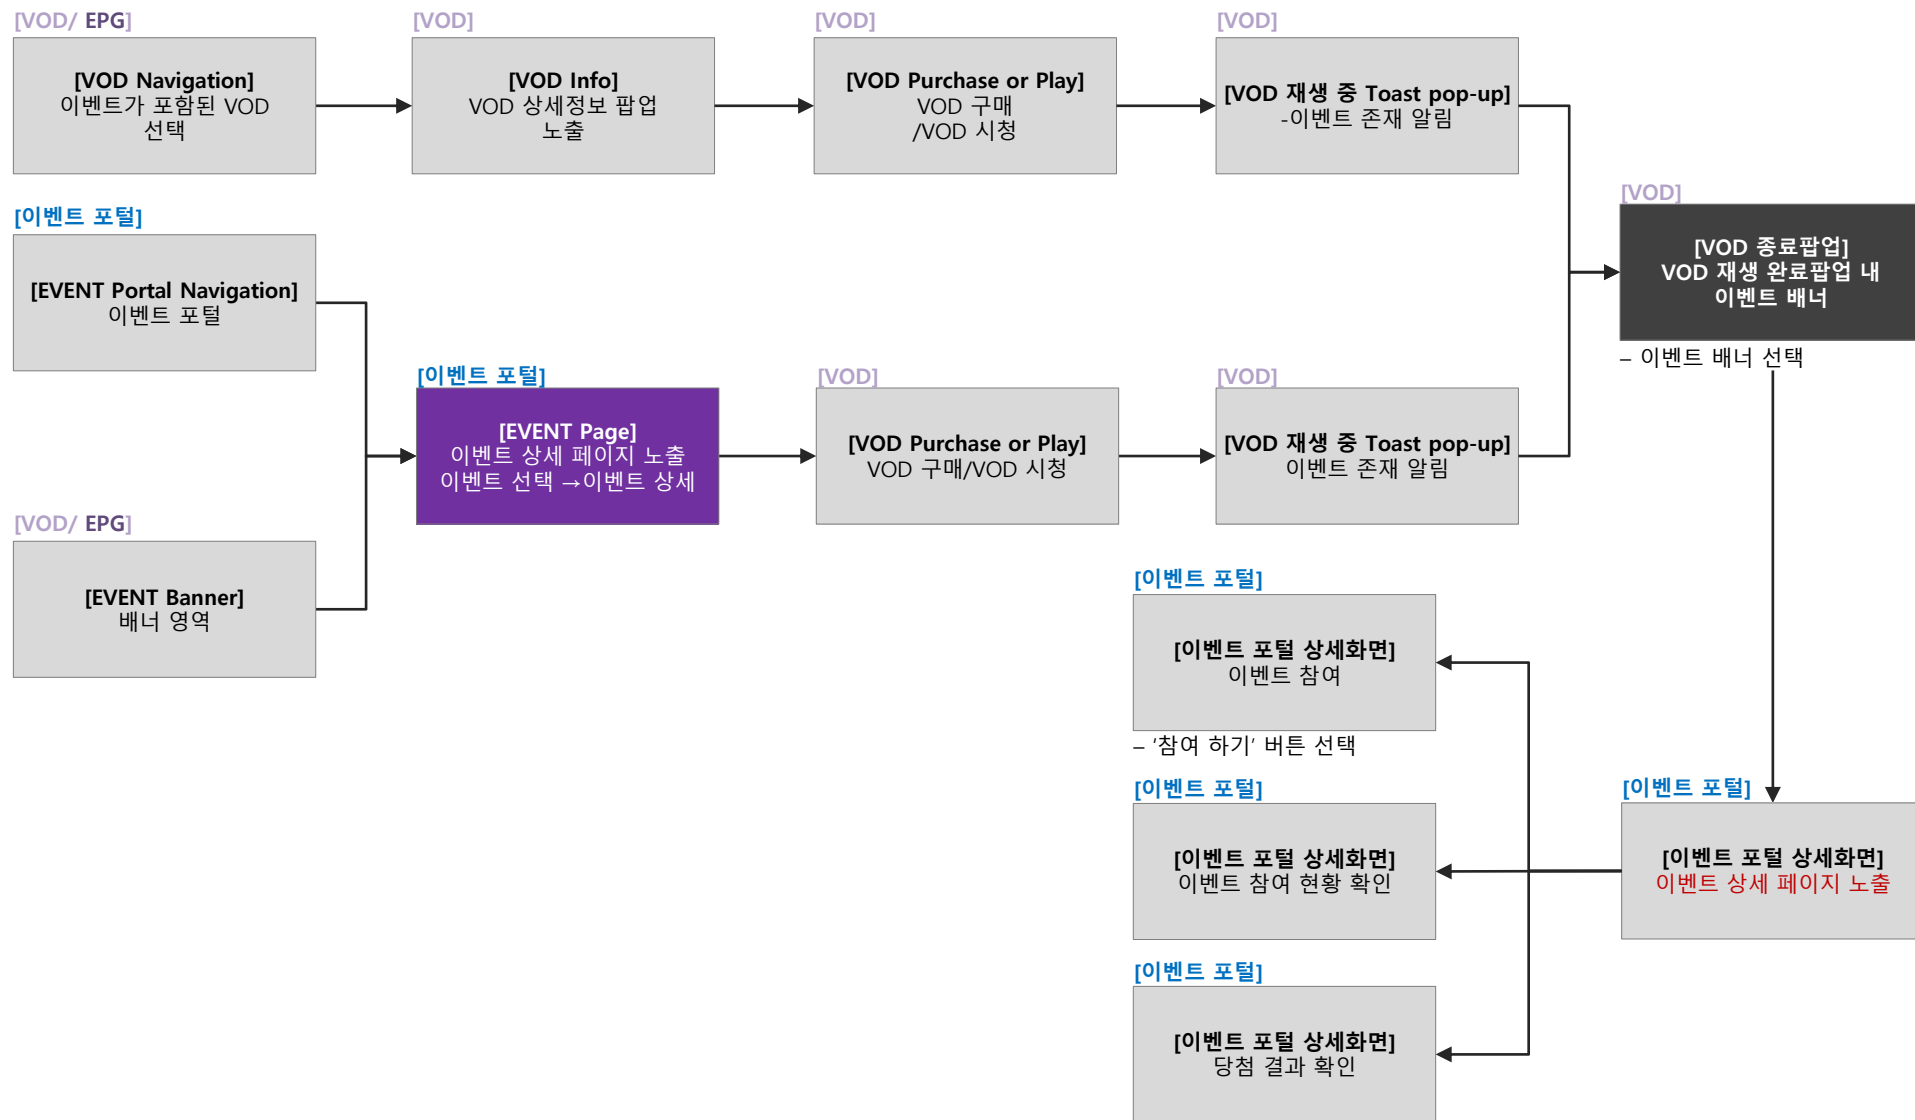 [VOD/ EPG]
[VOD Navigation]
이벤트가 포함된 VOD
선택
[VOD]
[VOD Info]
VOD 상세정보 팝업
노출
[VOD]
[VOD Purchase or Play]
VOD 구매
/VOD 시청
[VOD]
[VOD 재생 중 Toast pop-up]
-이벤트 존재 알림
[VOD]
[VOD 종료팝업]
VOD 재생 완료팝업 내
이벤트 배너
– 이벤트 배너 선택
[이벤트 포털]
[EVENT Portal Navigation]
이벤트 포털
[VOD/ EPG]
[EVENT Banner]
배너 영역
[이벤트 포털]
[EVENT Page]
이벤트 상세 페이지 노출
이벤트 선택 →이벤트 상세
[VOD]
[VOD Purchase or Play]
VOD 구매/VOD 시청
[VOD]
[VOD 재생 중 Toast pop-up]
이벤트 존재 알림
[이벤트 포털]
[이벤트 포털 상세화면]
이벤트 참여
– ‘참여 하기’ 버튼 선택
[이벤트 포털]
[이벤트 포털 상세화면]
이벤트 참여 현황 확인
[이벤트 포털]
[이벤트 포털 상세화면]
이벤트 상세 페이지 노출
[이벤트 포털]
[이벤트 포털 상세화면]
당첨 결과 확인